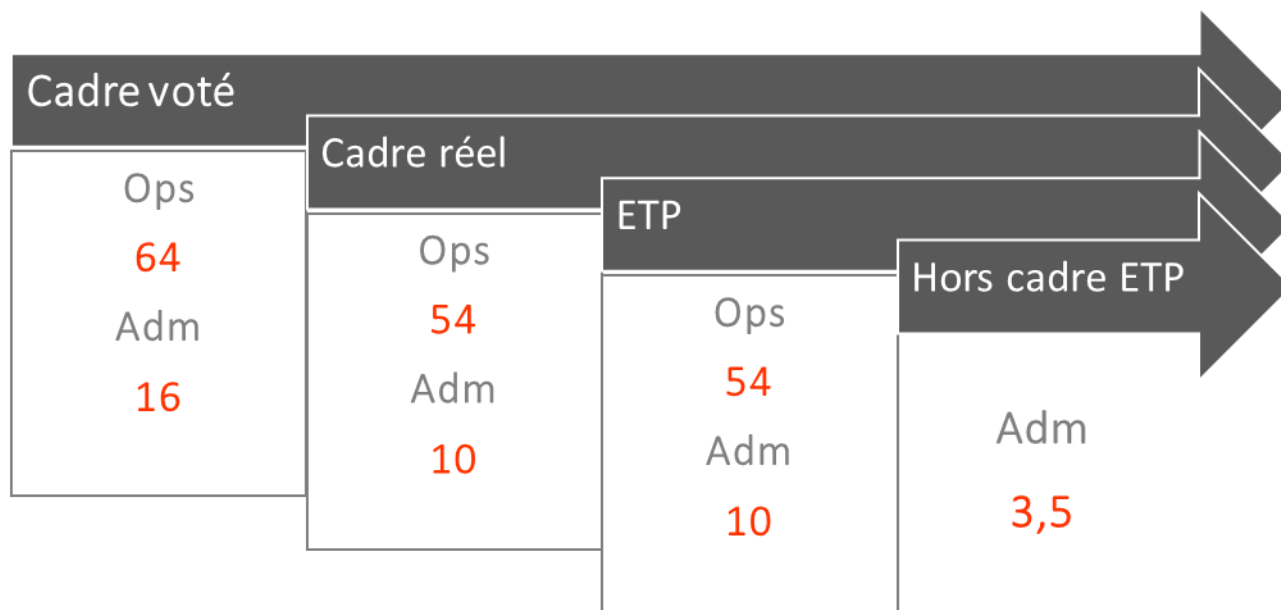 Cadre voté
Ops
64
Adm
16
Cadre réel
Ops
54
Adm
10
ETP
Ops
54
Adm
10
Hors cadre ETP
Adm
3,5